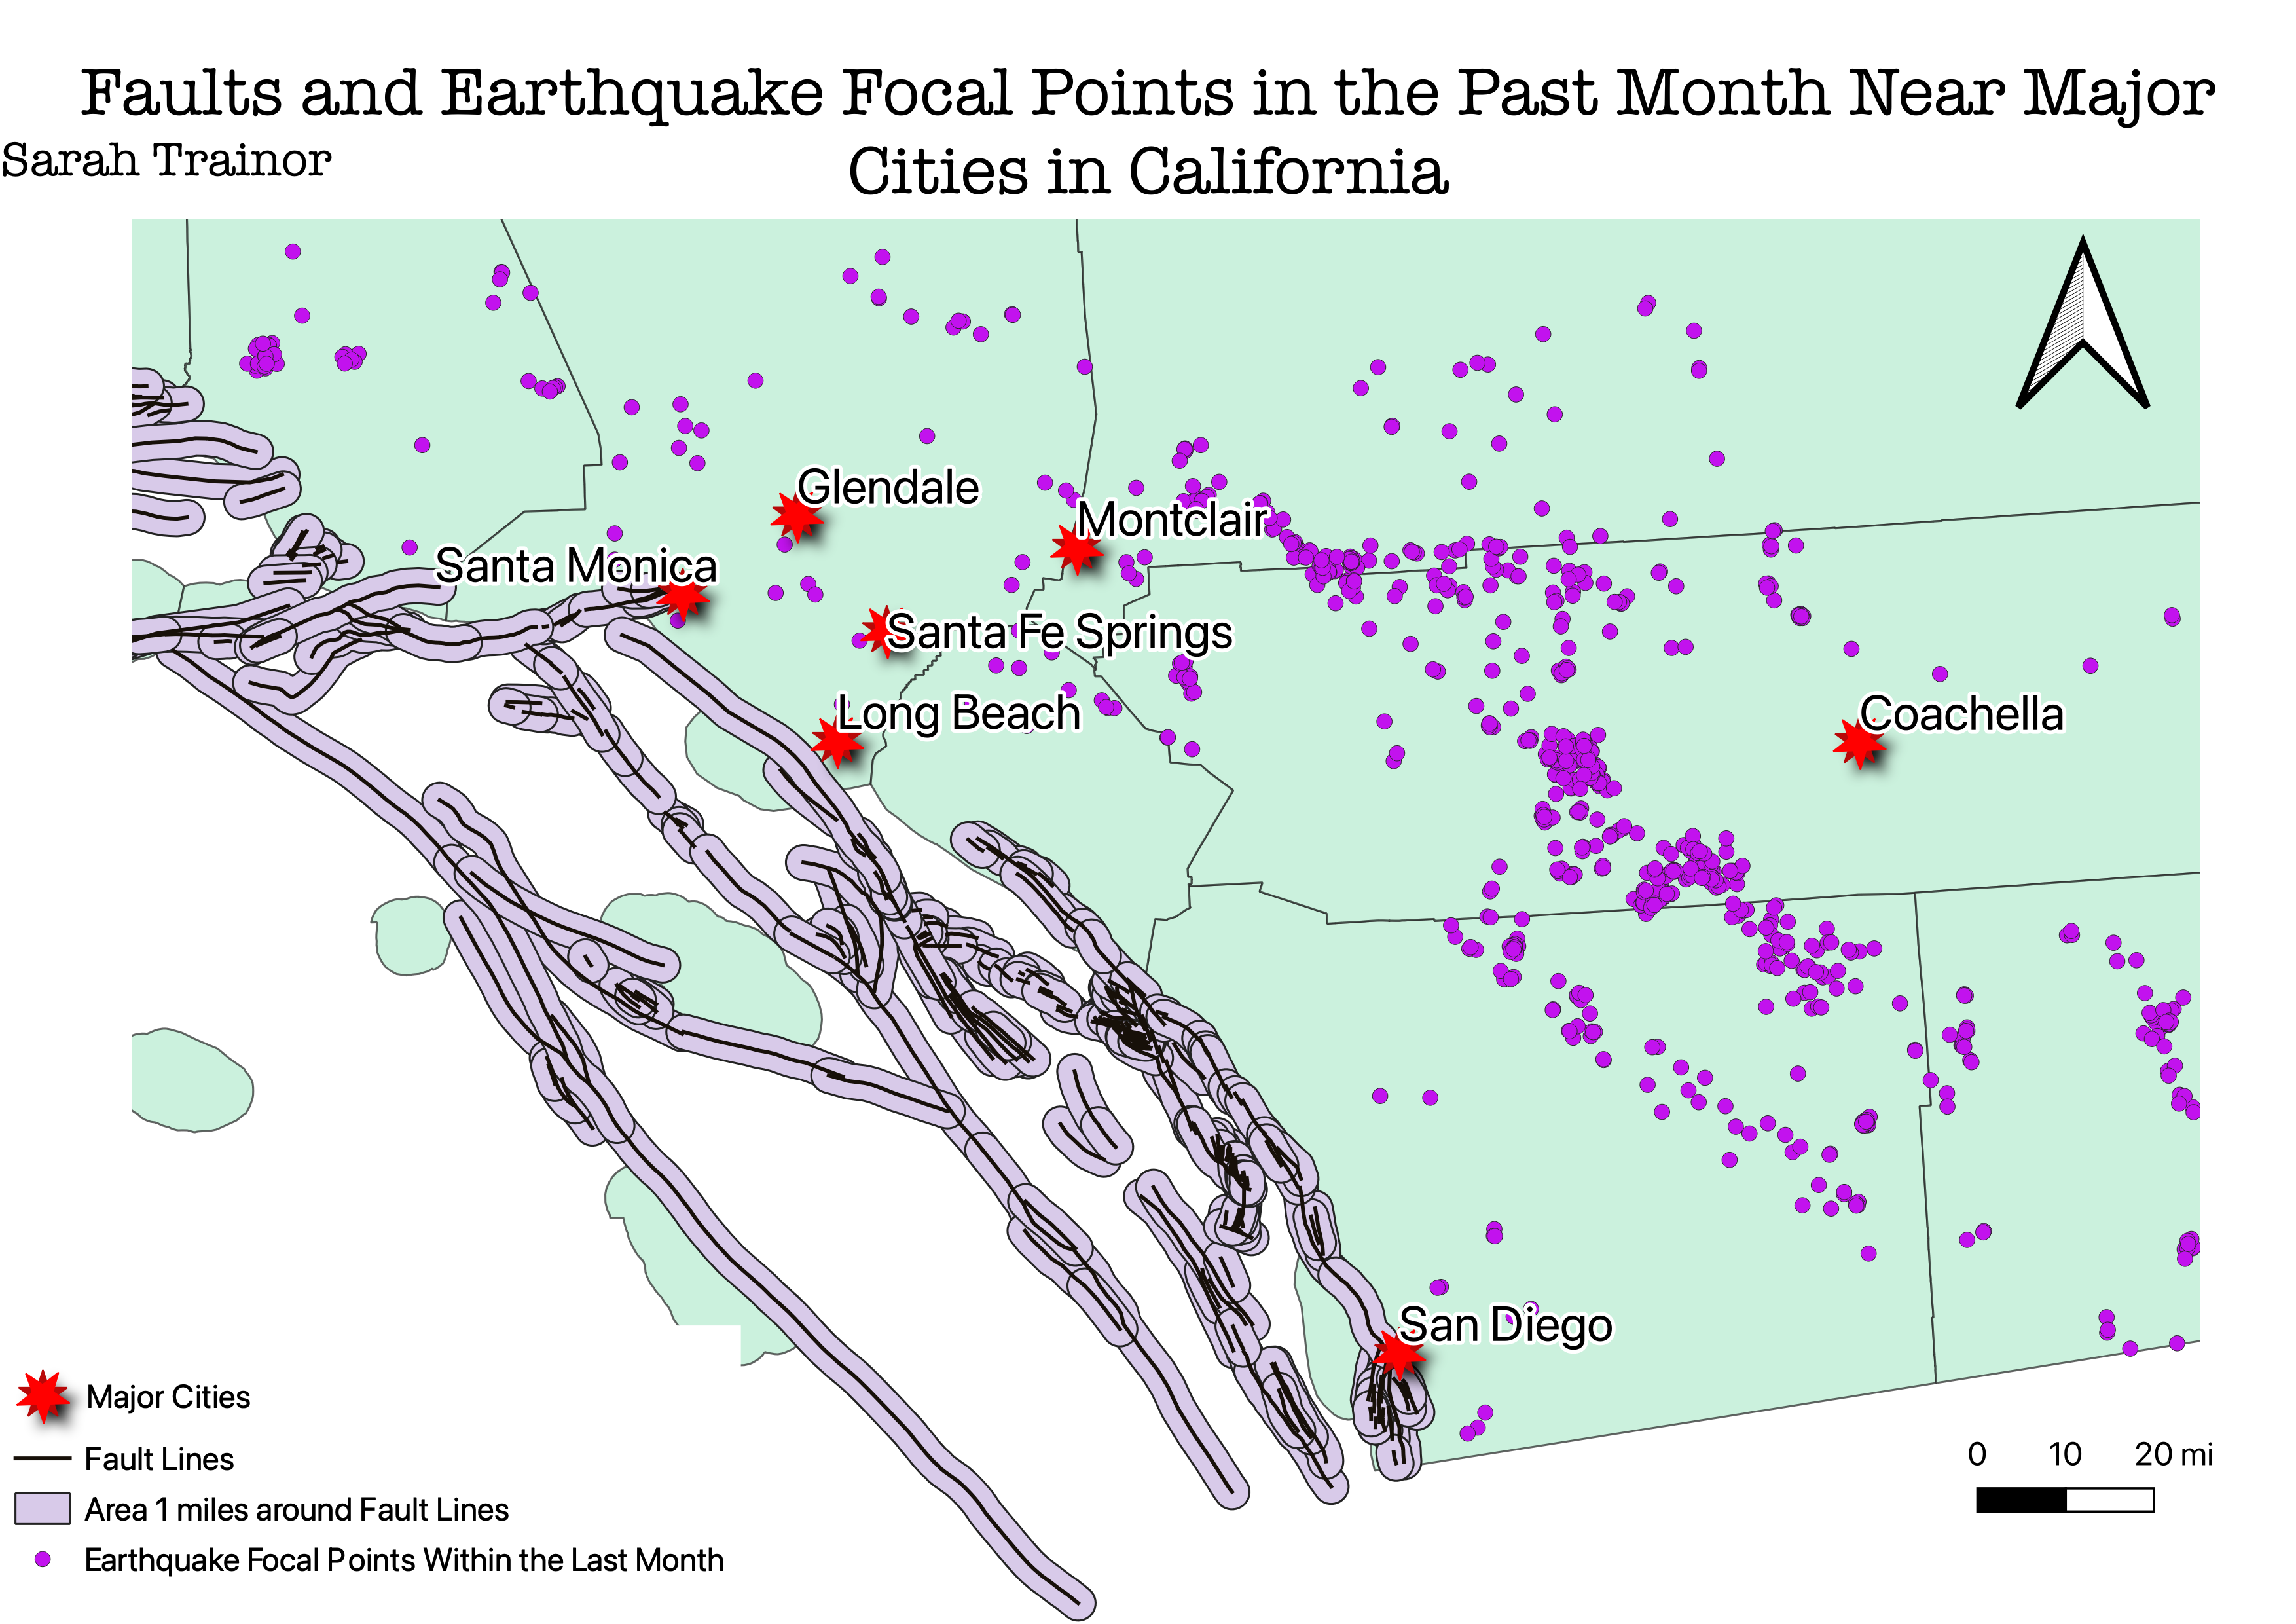 Faults and Earthquake Focal Points in the Past Month Near Major
Cities in California
Sarah Trainor
Glendale
Montclair
Santa Monica
Santa Fe Springs
Long Beach
Coachella
San Diego
Major Cities
Fault Lines
Area 1 miles around Fault Lines
Earthquake Focal Points Within the Last Month
0 10 20 mi